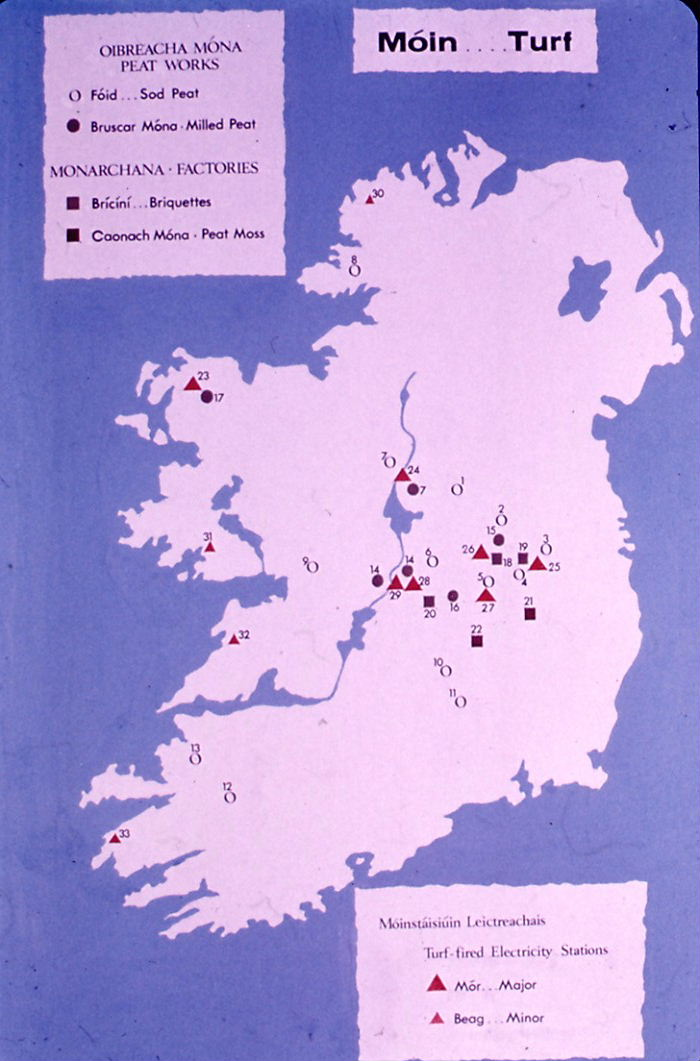 OIBREACHA MÓNA
PEAT WORKS
Fóid...Sod Peat
Bruscar Móna · Milled Peat
MONARCHANA · FACTORIES
Brícíní...Briquettes
Caonach Móna · Peat Moss
Móin....Turf
30
8
23
17
7
24
7
1
2
15
3
31
6
26
19
18
25
9
14
14
5
4
28
29
16
27
20
21
32
22
10
11
13
12
33
Móinstáisiúin Leictreachais
Turf-fired Electricity Stations
Mór...Major
Beag...Minor